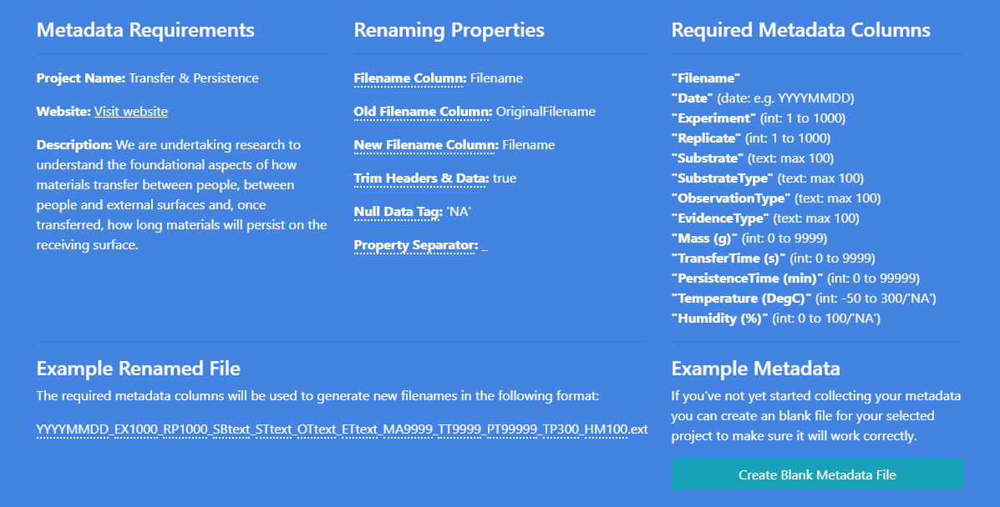 Metadata Requirements
Project Name: Transfer & Persistence
Website: Visit website
Description: We are undertaking research to
understand the foundational aspects of how
materials transfer between people, between
people and external surfaces and, once
transferred, how long materials will persist on the
receiving surface.
Renaming Properties
Filename Column: Filename
Old Filename Column: OriginalFilename
New Filename Column: Filename
Trim Headers & Data: true
Null Data Tag: 'NA'
Property Separator: _
Required Metadata Columns
"Filename"
"Date" (date: e.g. YYYYMMDD)
"Experiment" (int: 1 to 1000)
"Replicate" (int: 1 to 1000)
"Substrate" (text: max 100)
"SubstrateType" (text: max 100)
"ObservationType" (text: max 100)
"EvidenceType" (text: max 100)
"Mass (g)" (int: 0 to 9999)
"TransferTime (s)" (int: 0 to 9999)
"PersistenceTime (min)" (int: 0 to 99999)
"Temperature (DegC)" (int: -50 to 300/'NA')
"Humidity (%)" (int: 0 to 100/'NA')
Example Renamed File
The required metadata columns will be used to generate new filenames in the following format:
YYYYMMDD_EX1000_RP1000_SBtext_STtext_OTtext_ETtext_MA9999_TT9999_PT99999_TP300_HM100.ext
Example Metadata
If you've not yet started collecting your metadata
you can create an blank file for your selected
project to make sure it will work correctly.
Create Blank Metadata File